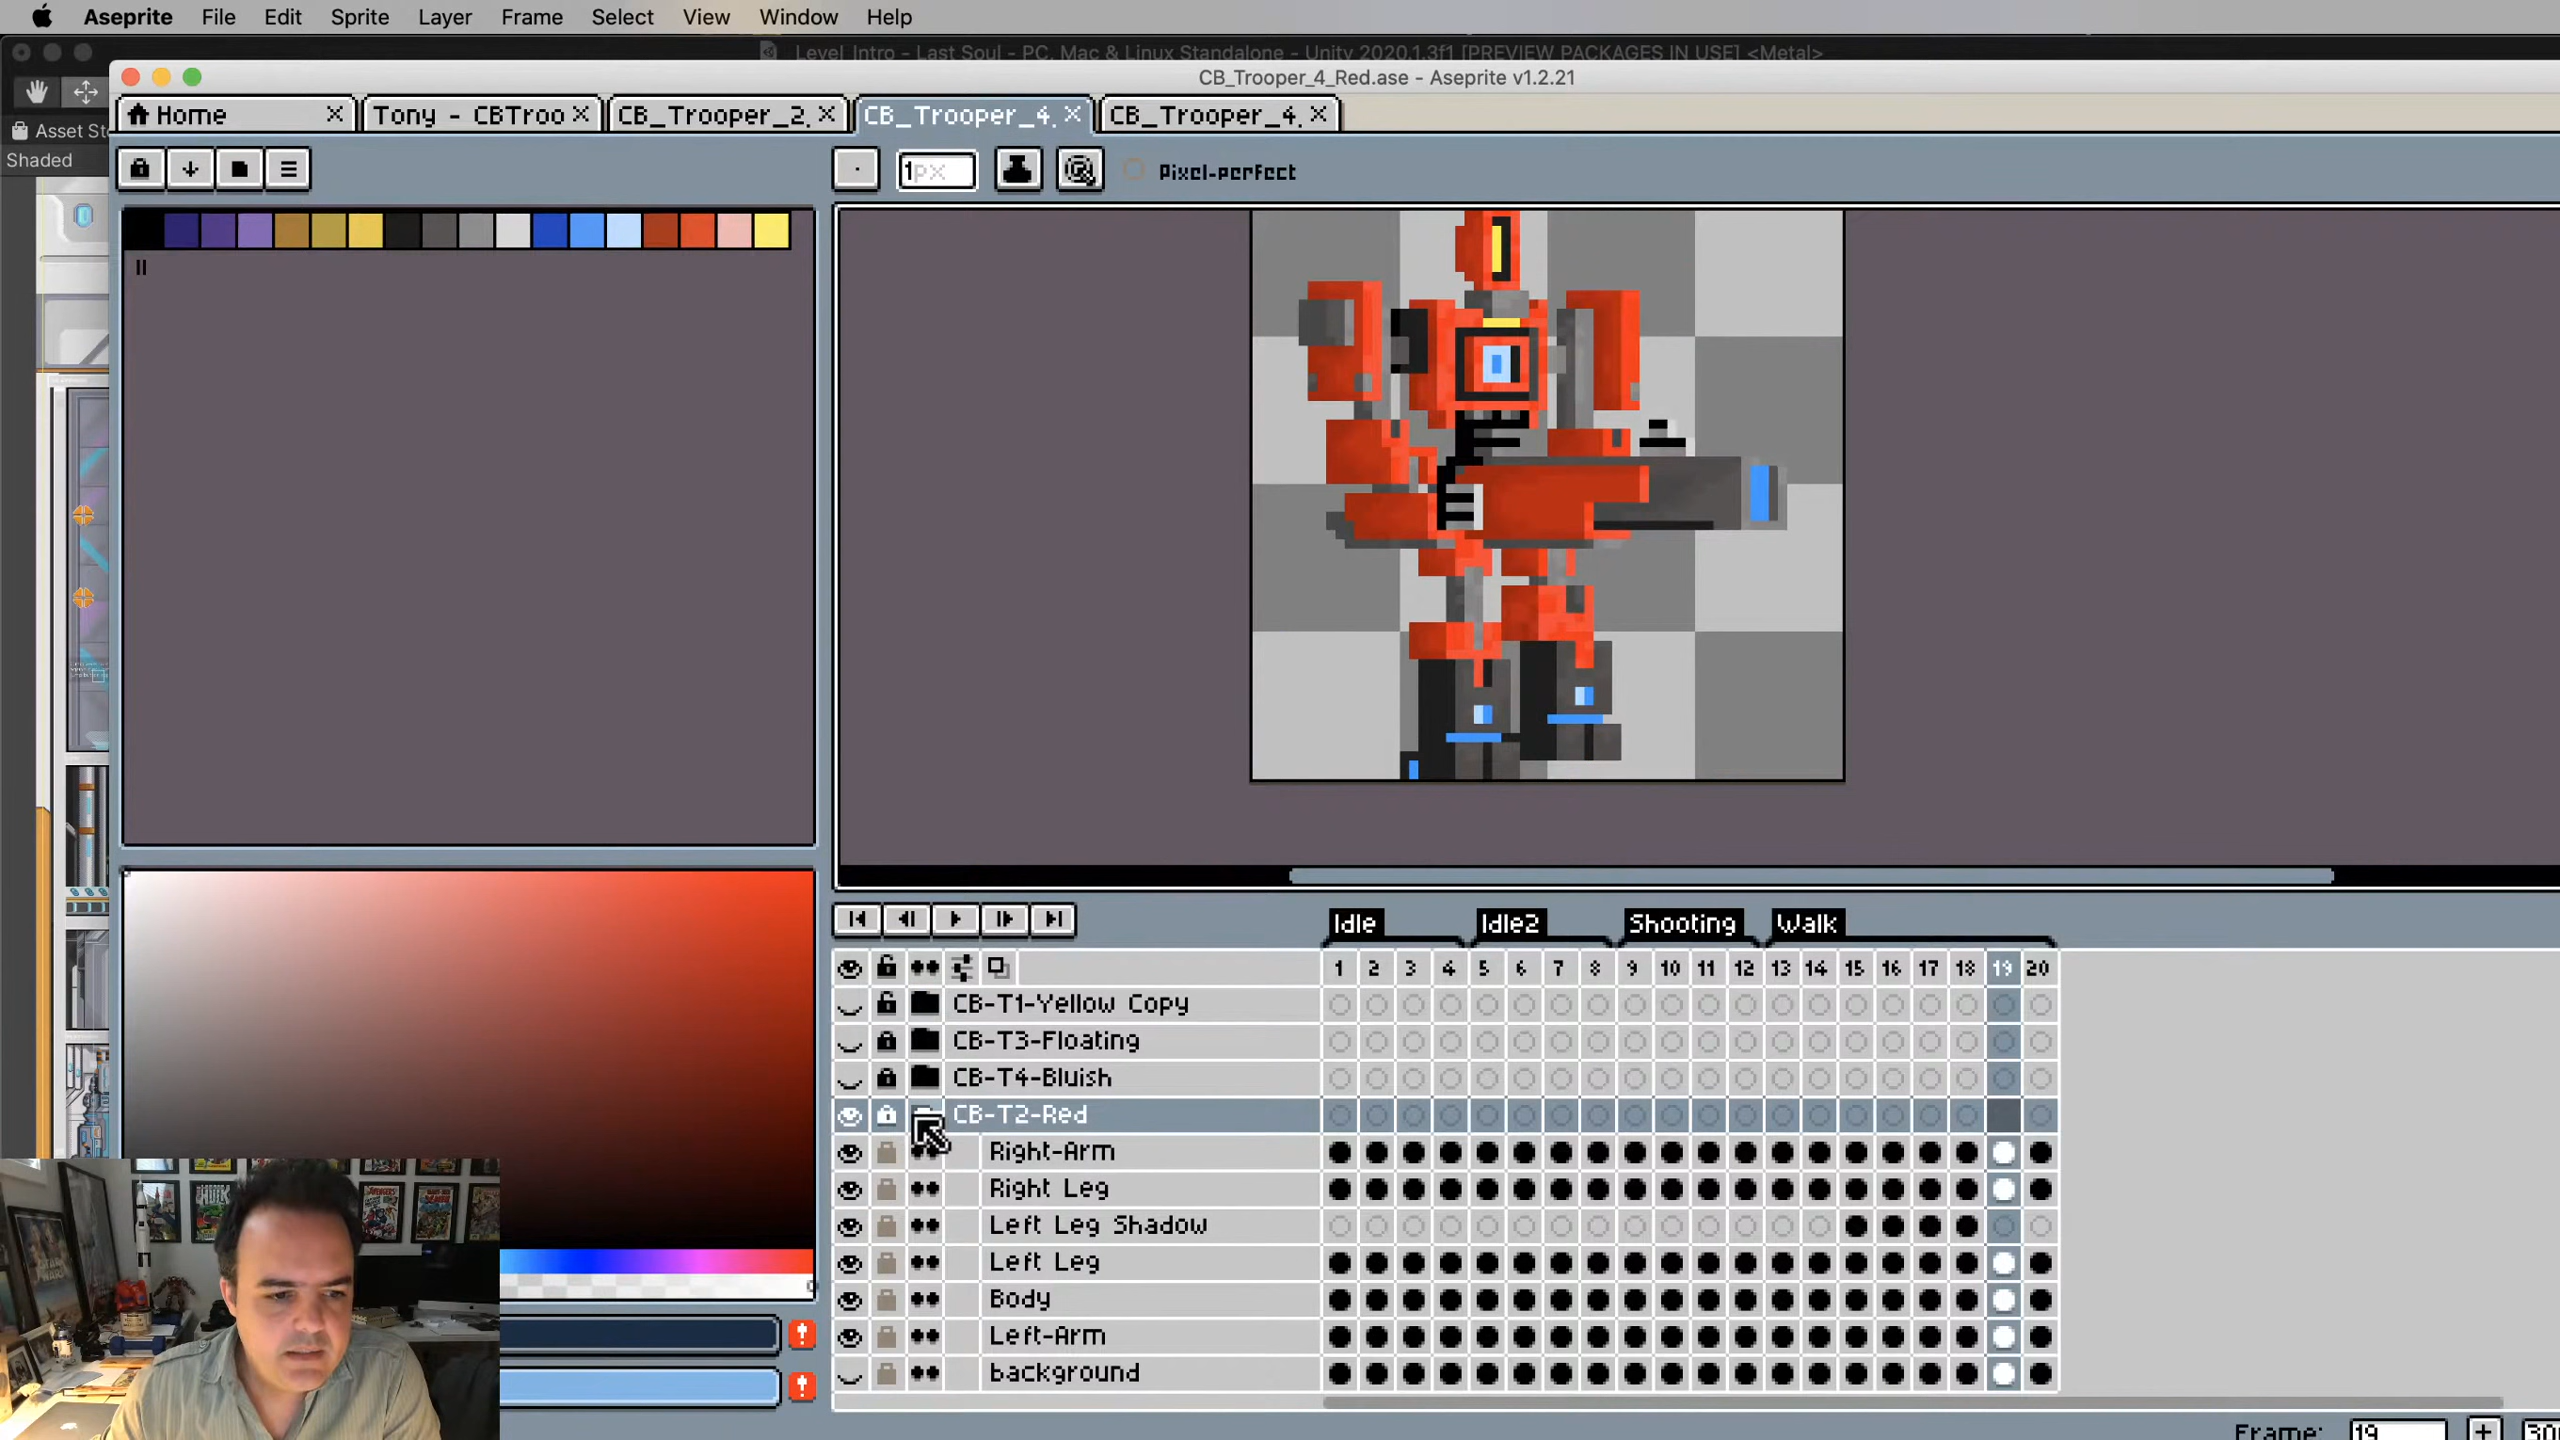 Aseprite File Edit Sprite Layer Frame Select View Window Help
Level_Intro - Last Soul - PC, Mac & Linux Standalone - Unity 2020.1.3f1 [PREVIEW PACKAGES IN USE] <Metal>
CB_Trooper_4_Red.ase - Aseprite v1.2.21
Home Tony - CBTroo CB_Trooper_2. CB_Trooper_4. CB_Trooper_4.
Asset Sto
Shaded
1px Pixel-perfect
Idle Idle2 Shooting Walk
1 2 3 4 5 6 7 8 9 10 11 12 13 14 15 16 17 18 19 20
CB-T1-Yellow Copy
CB-T3-Floating
CB-T4-Bluish
CB-T2-Red
Right-Arm
Right Leg
Left Leg Shadow
Left Leg
Body
Left-Arm
background
Frame: 19 +